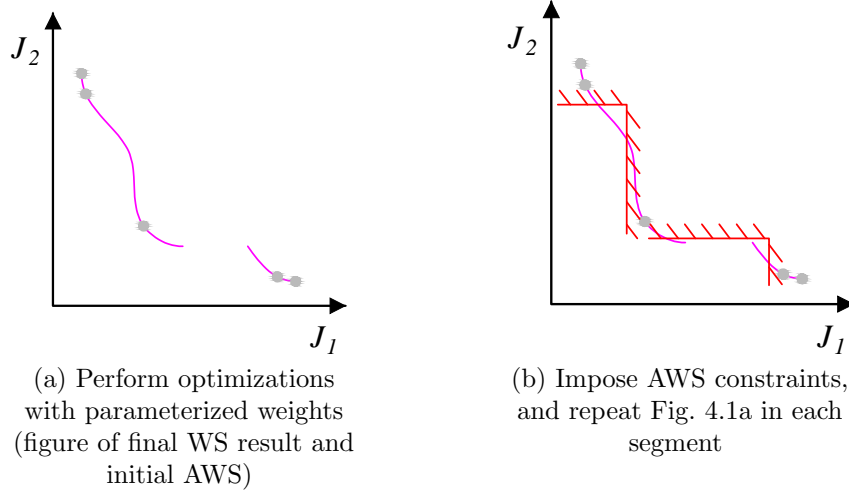 J2
J1
(a) Perform optimizations
with parameterized weights
(figure of final WS result and
initial AWS)
J2
J1
(b) Impose AWS constraints,
and repeat Fig. 4.1a in each
segment